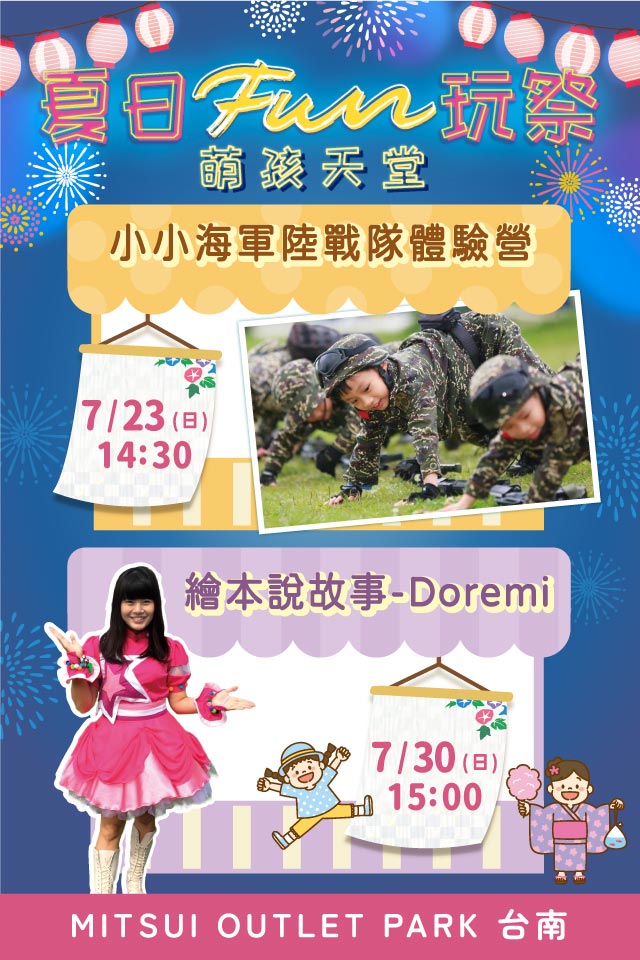 夏日Fun玩祭
萌孩天堂
小小海軍陸戰隊體驗營
7/23(日)
14:30
繪本說故事-Doremi
7/30(日)
15:00
MITSUI OUTLET PARK 台南